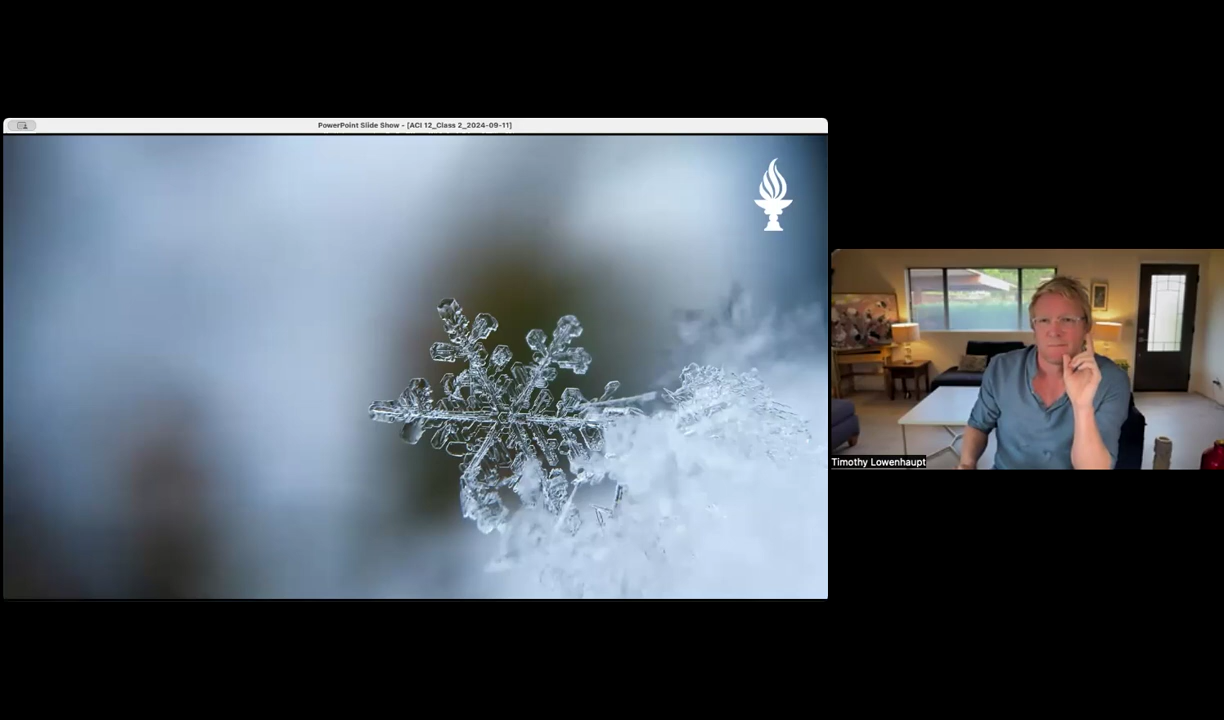 PowerPoint Slide Show - [ACI 12_Class 2_2024-09-11]
Timothy Lowenhaupt